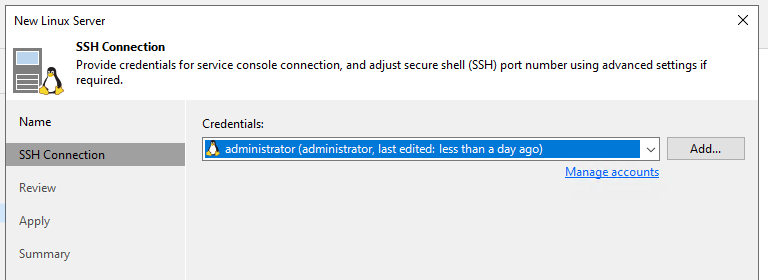 New Linux Server
SSH Connection
Provide credentials for service console connection, and adjust secure shell (SSH) port number using advanced settings if
required.
Name
SSH Connection
Review
Apply
Summary
Credentials:
administrator (administrator, last edited: less than a day ago)
Add...
Manage accounts